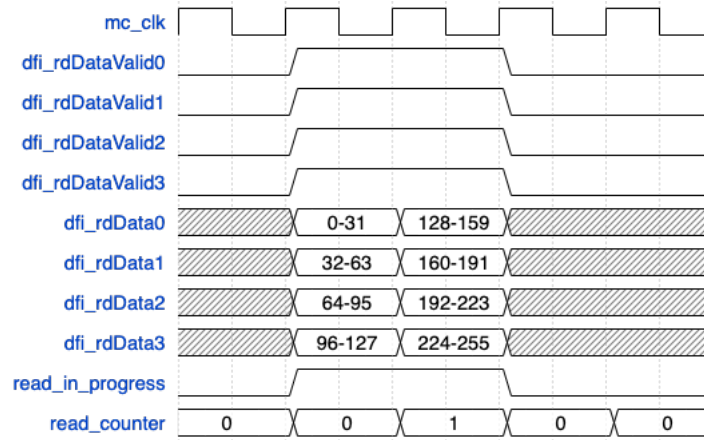 mc_clk
dfi_rdDataValid0
dfi_rdDataValid1
dfi_rdDataValid2
dfi_rdDataValid3
dfi_rdData0 0-31 128-159
dfi_rdData1 32-63 160-191
dfi_rdData2 64-95 192-223
dfi_rdData3 96-127 224-255
read_in_progress
read_counter 0 0 1 0 0